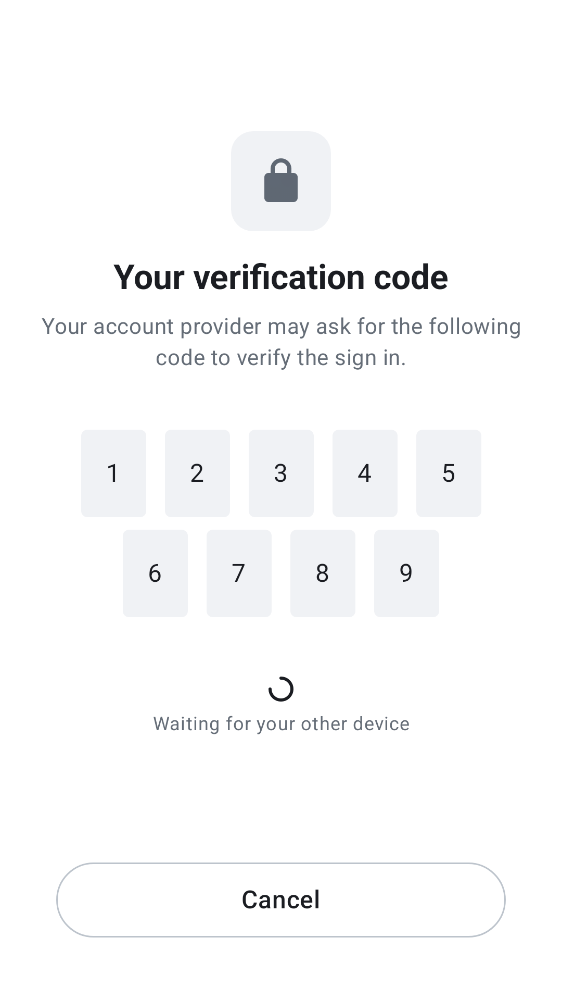 Your verification code
Your account provider may ask for the following
code to verify the sign in.
1 2 3 4 5
6 7 8 9
Waiting for your other device
Cancel